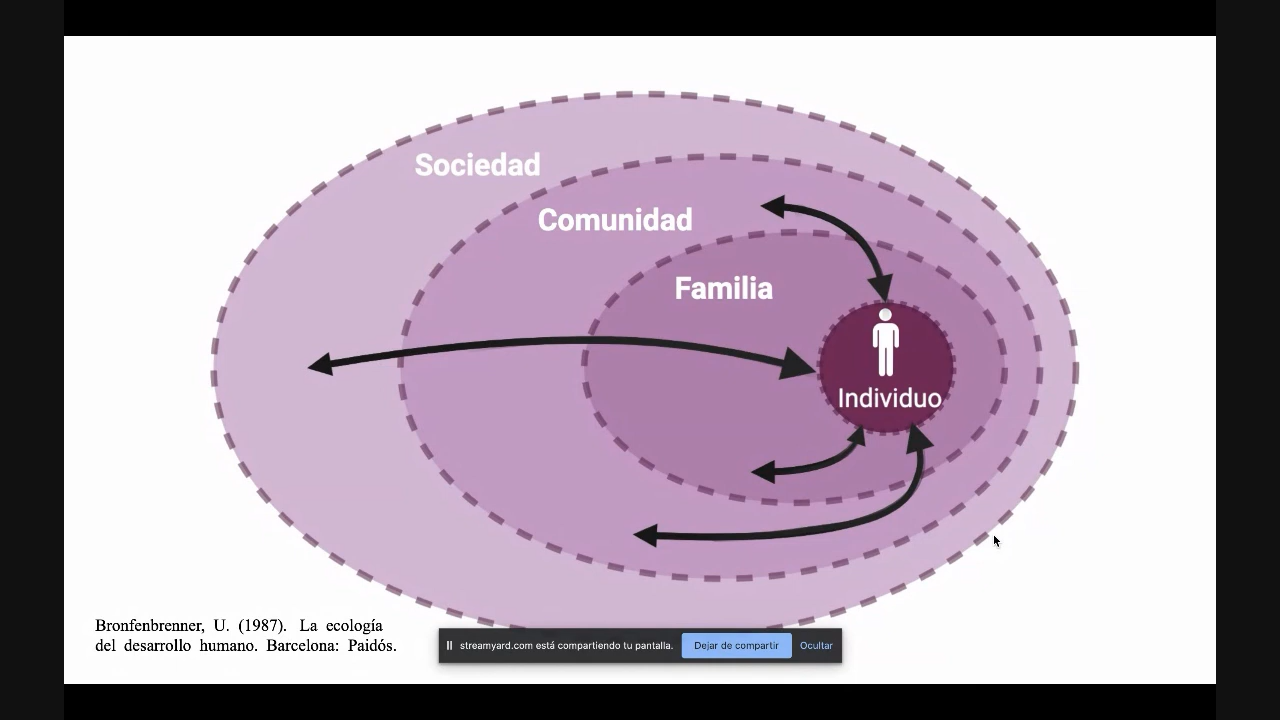 Sociedad
Comunidad
Familia
Individuo
Bronfenbrenner, U. (1987). La ecología
del desarrollo humano. Barcelona: Paidós.
streamyard.com está compartiendo tu pantalla. Dejar de compartir Ocultar